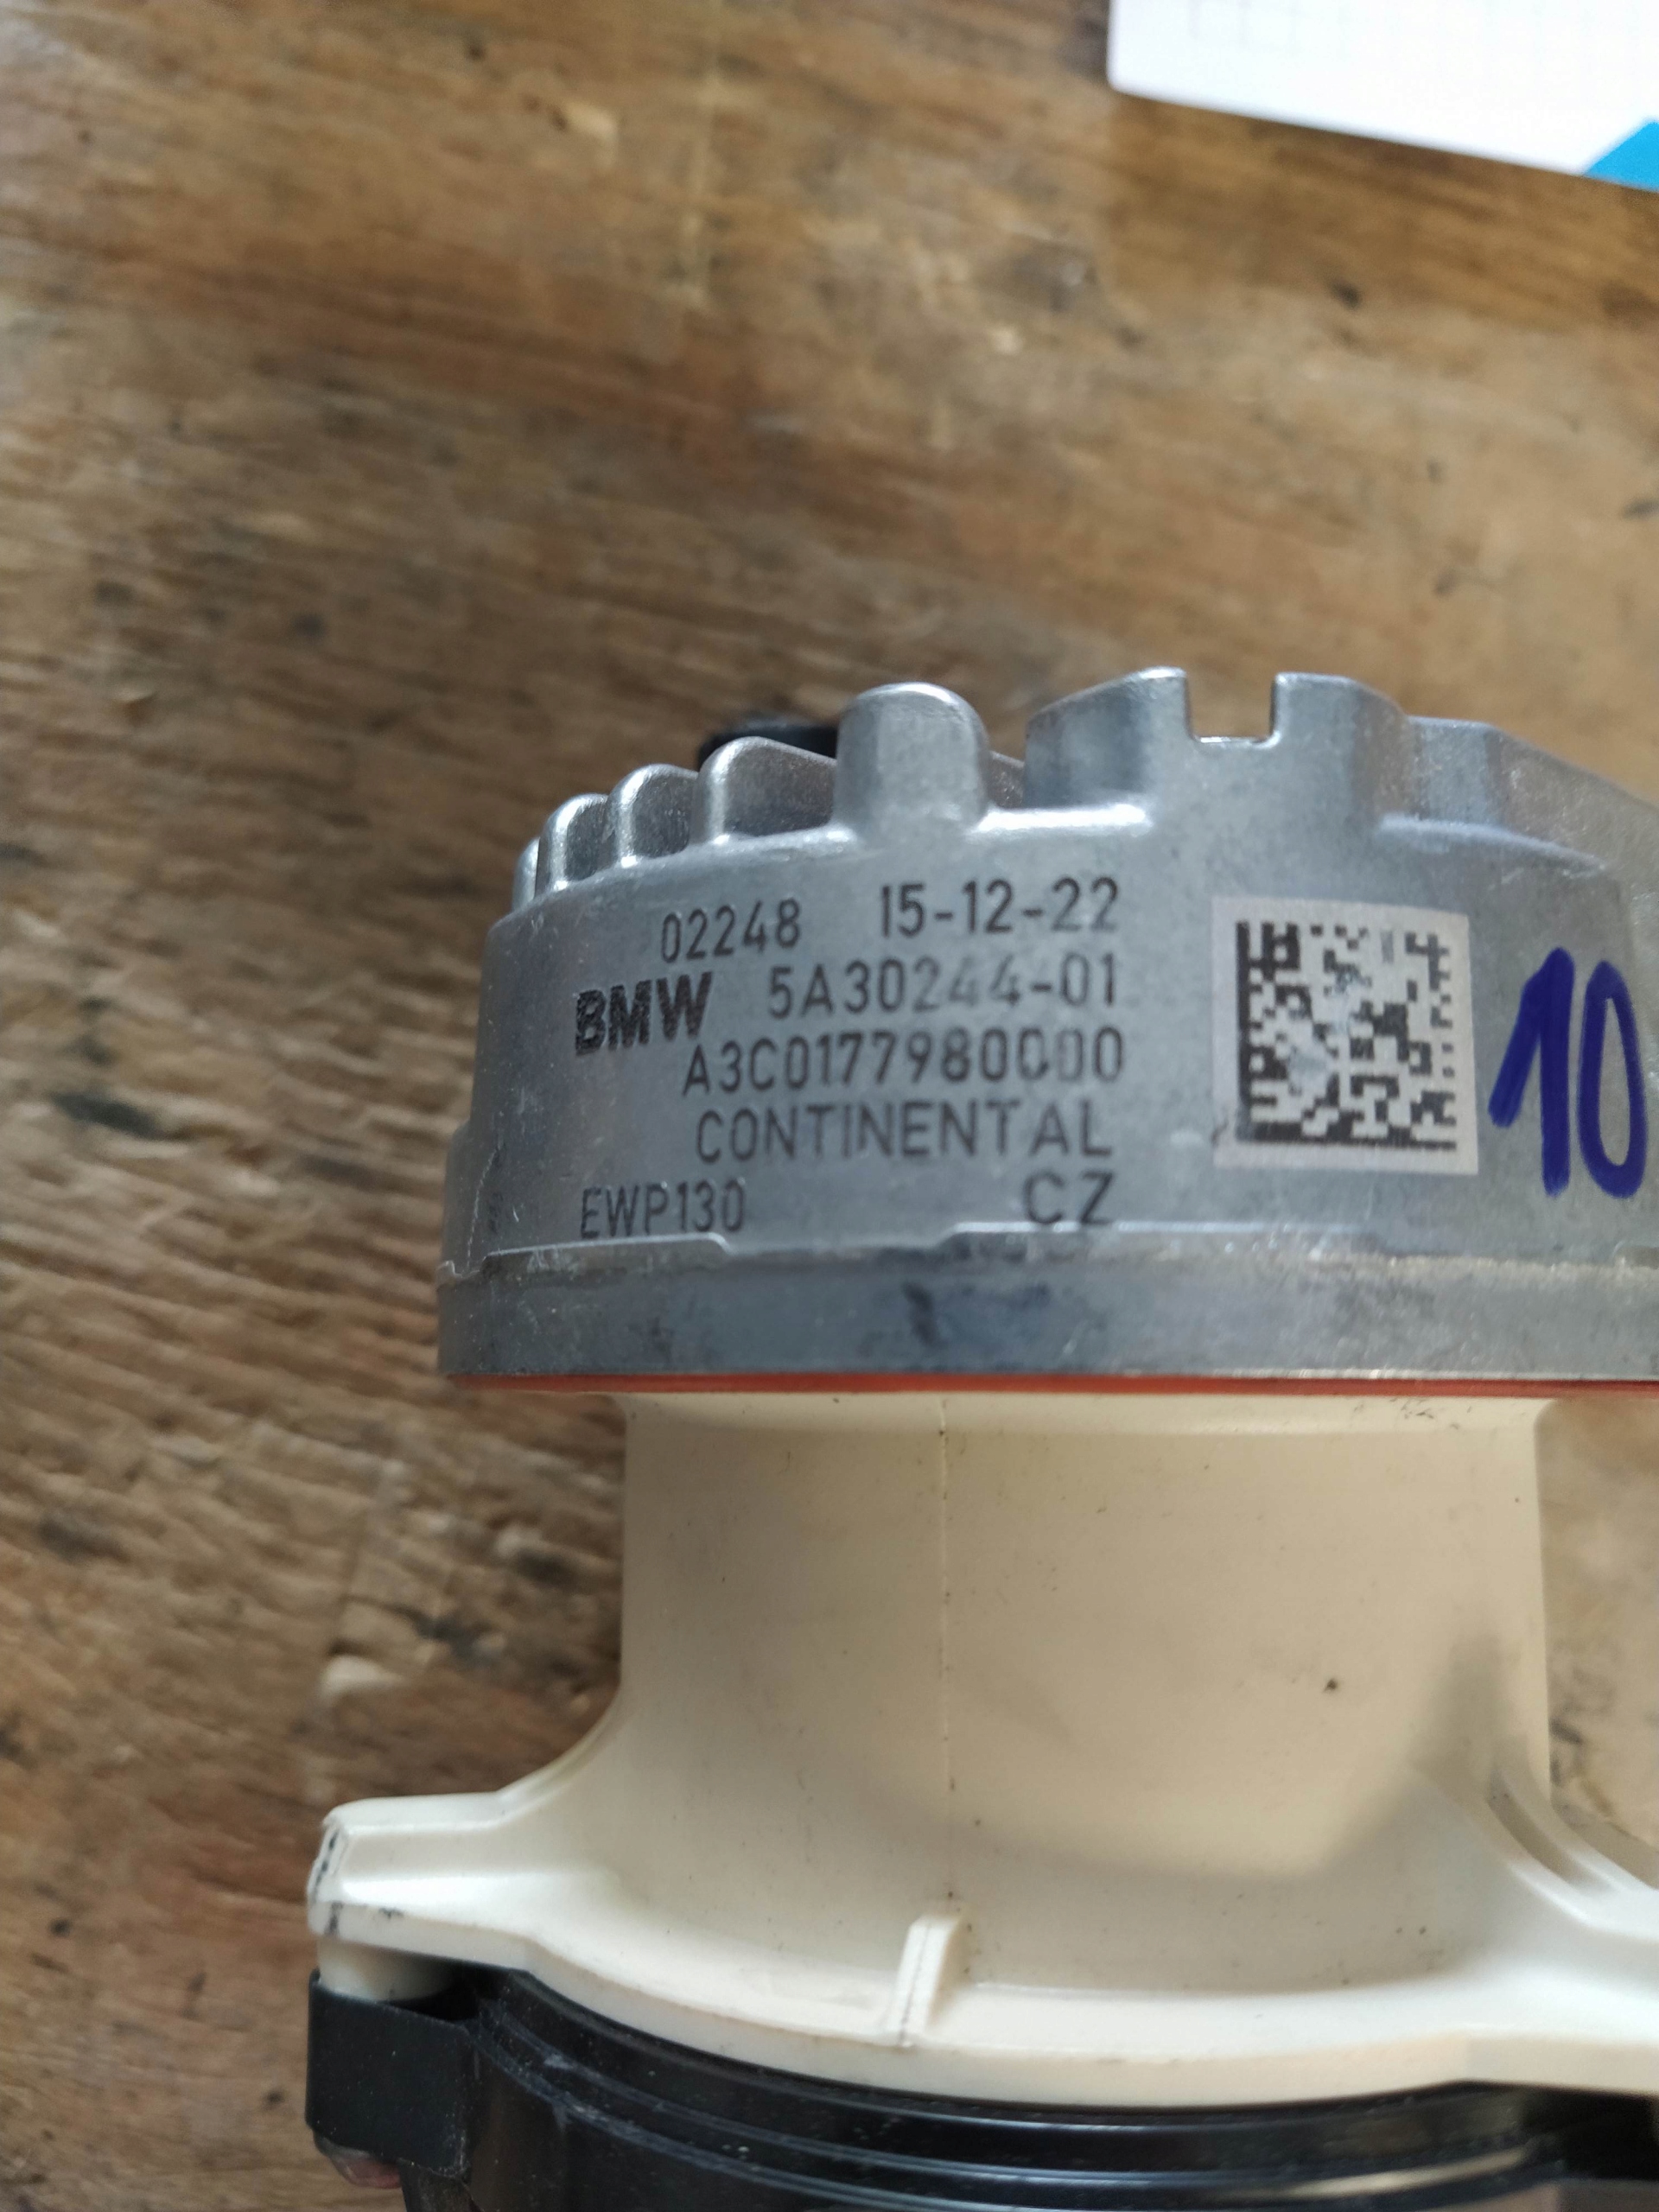 02248 15-12-22
BMW 5A30244-01
A3C0177980000
CONTINENTAL
EWP130 CZ
10